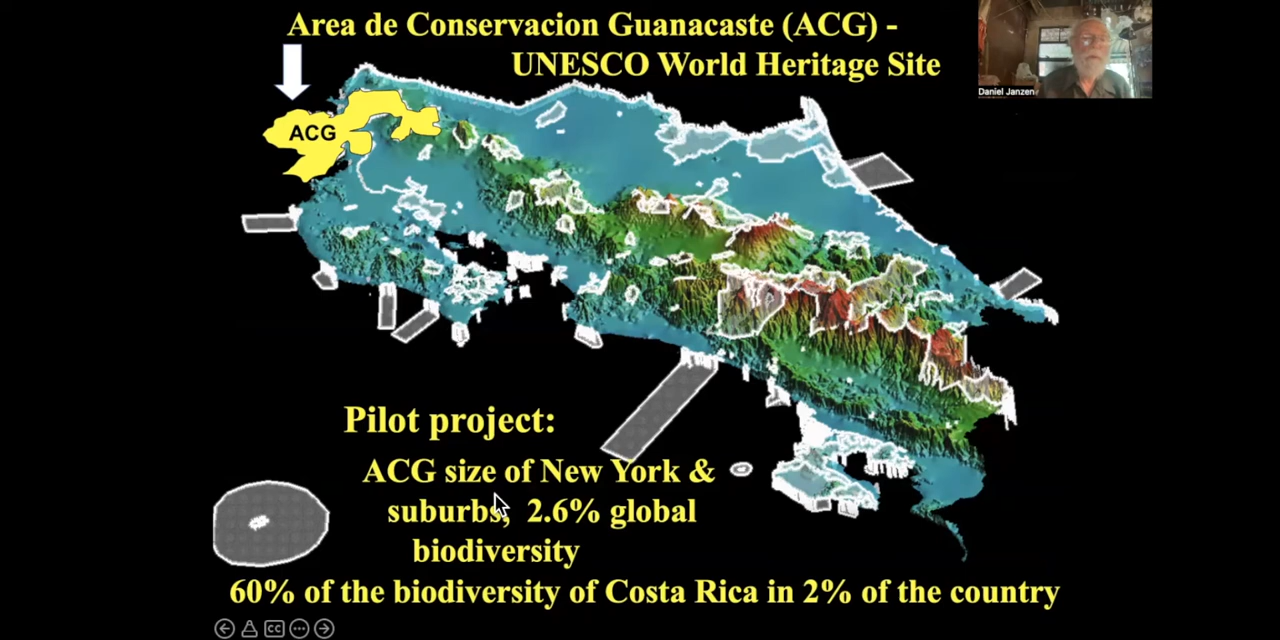 Area de Conservacion Guanacaste (ACG) -
UNESCO World Heritage Site
Daniel Janzen
ACG
Pilot project:
ACG size of New York &
suburbs, 2.6% global
biodiversity
60% of the biodiversity of Costa Rica in 2% of the country
CC